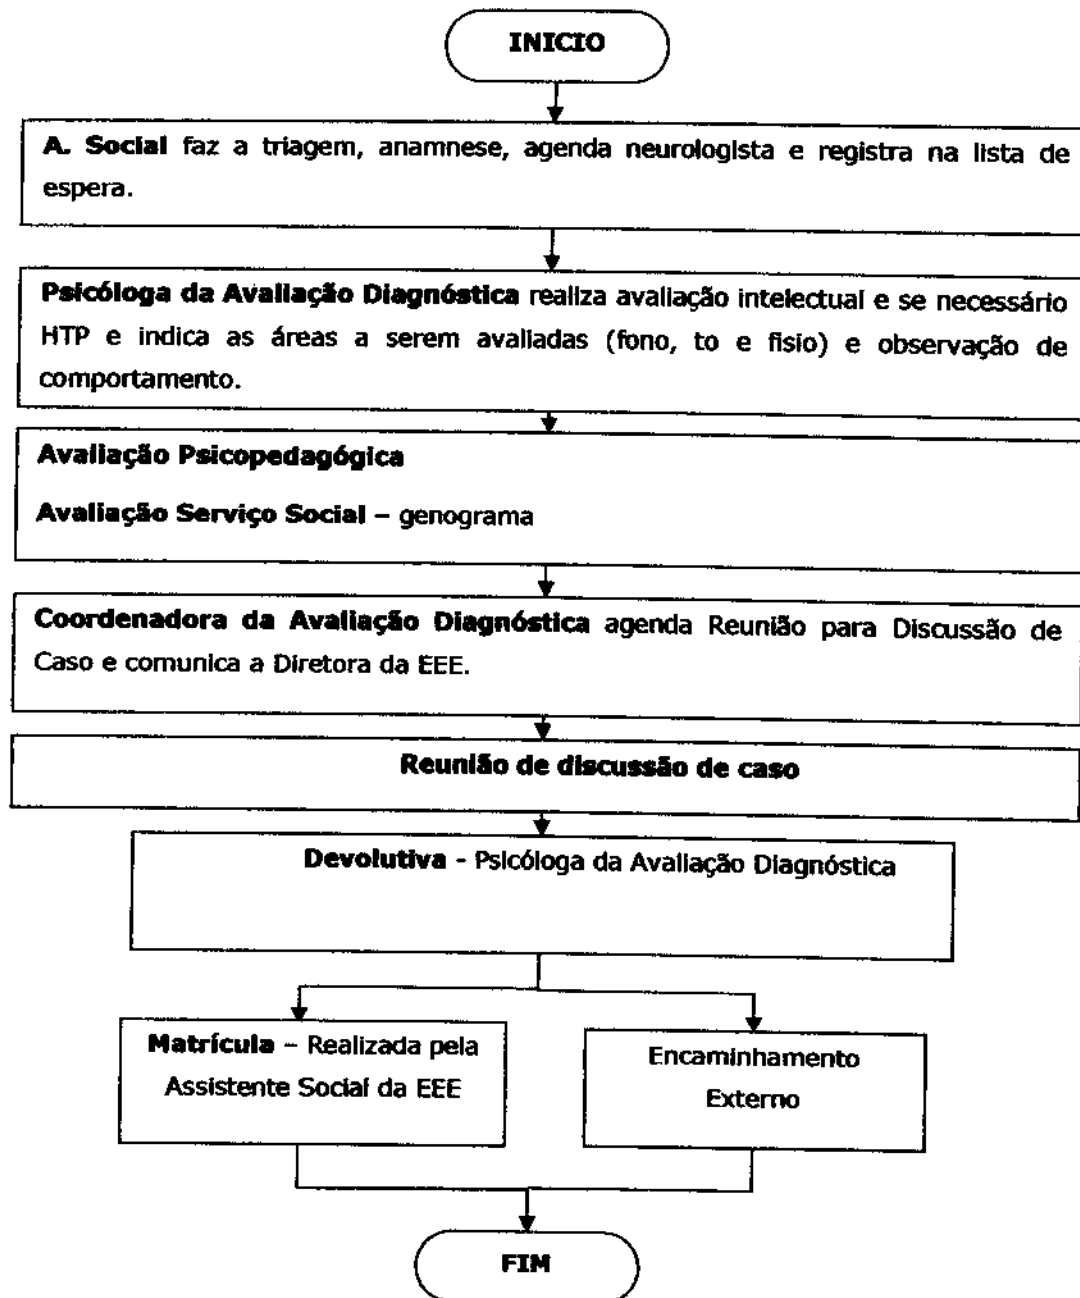 INICIO
A. Social faz a triagem, anamnese, agenda neurologista e registra na lista de
espera.
Psicóloga da Avaliação Diagnóstica realiza avaliação intelectual e se necessário
HTP e indica as áreas a serem avaliadas (fono, to e fisio) e observação de
comportamento.
Avaliação Psicopedagógica
Avaliação Serviço Social – genograma
Coordenadora da Avaliação Diagnóstica agenda Reunião para Discussão de
Caso e comunica a Diretora da EEE.
Reunião de discussão de caso
Devolutiva - Psicóloga da Avaliação Diagnóstica
Matrícula – Realizada pela
Assistente Social da EEE
Encaminhamento
Externo
FIM